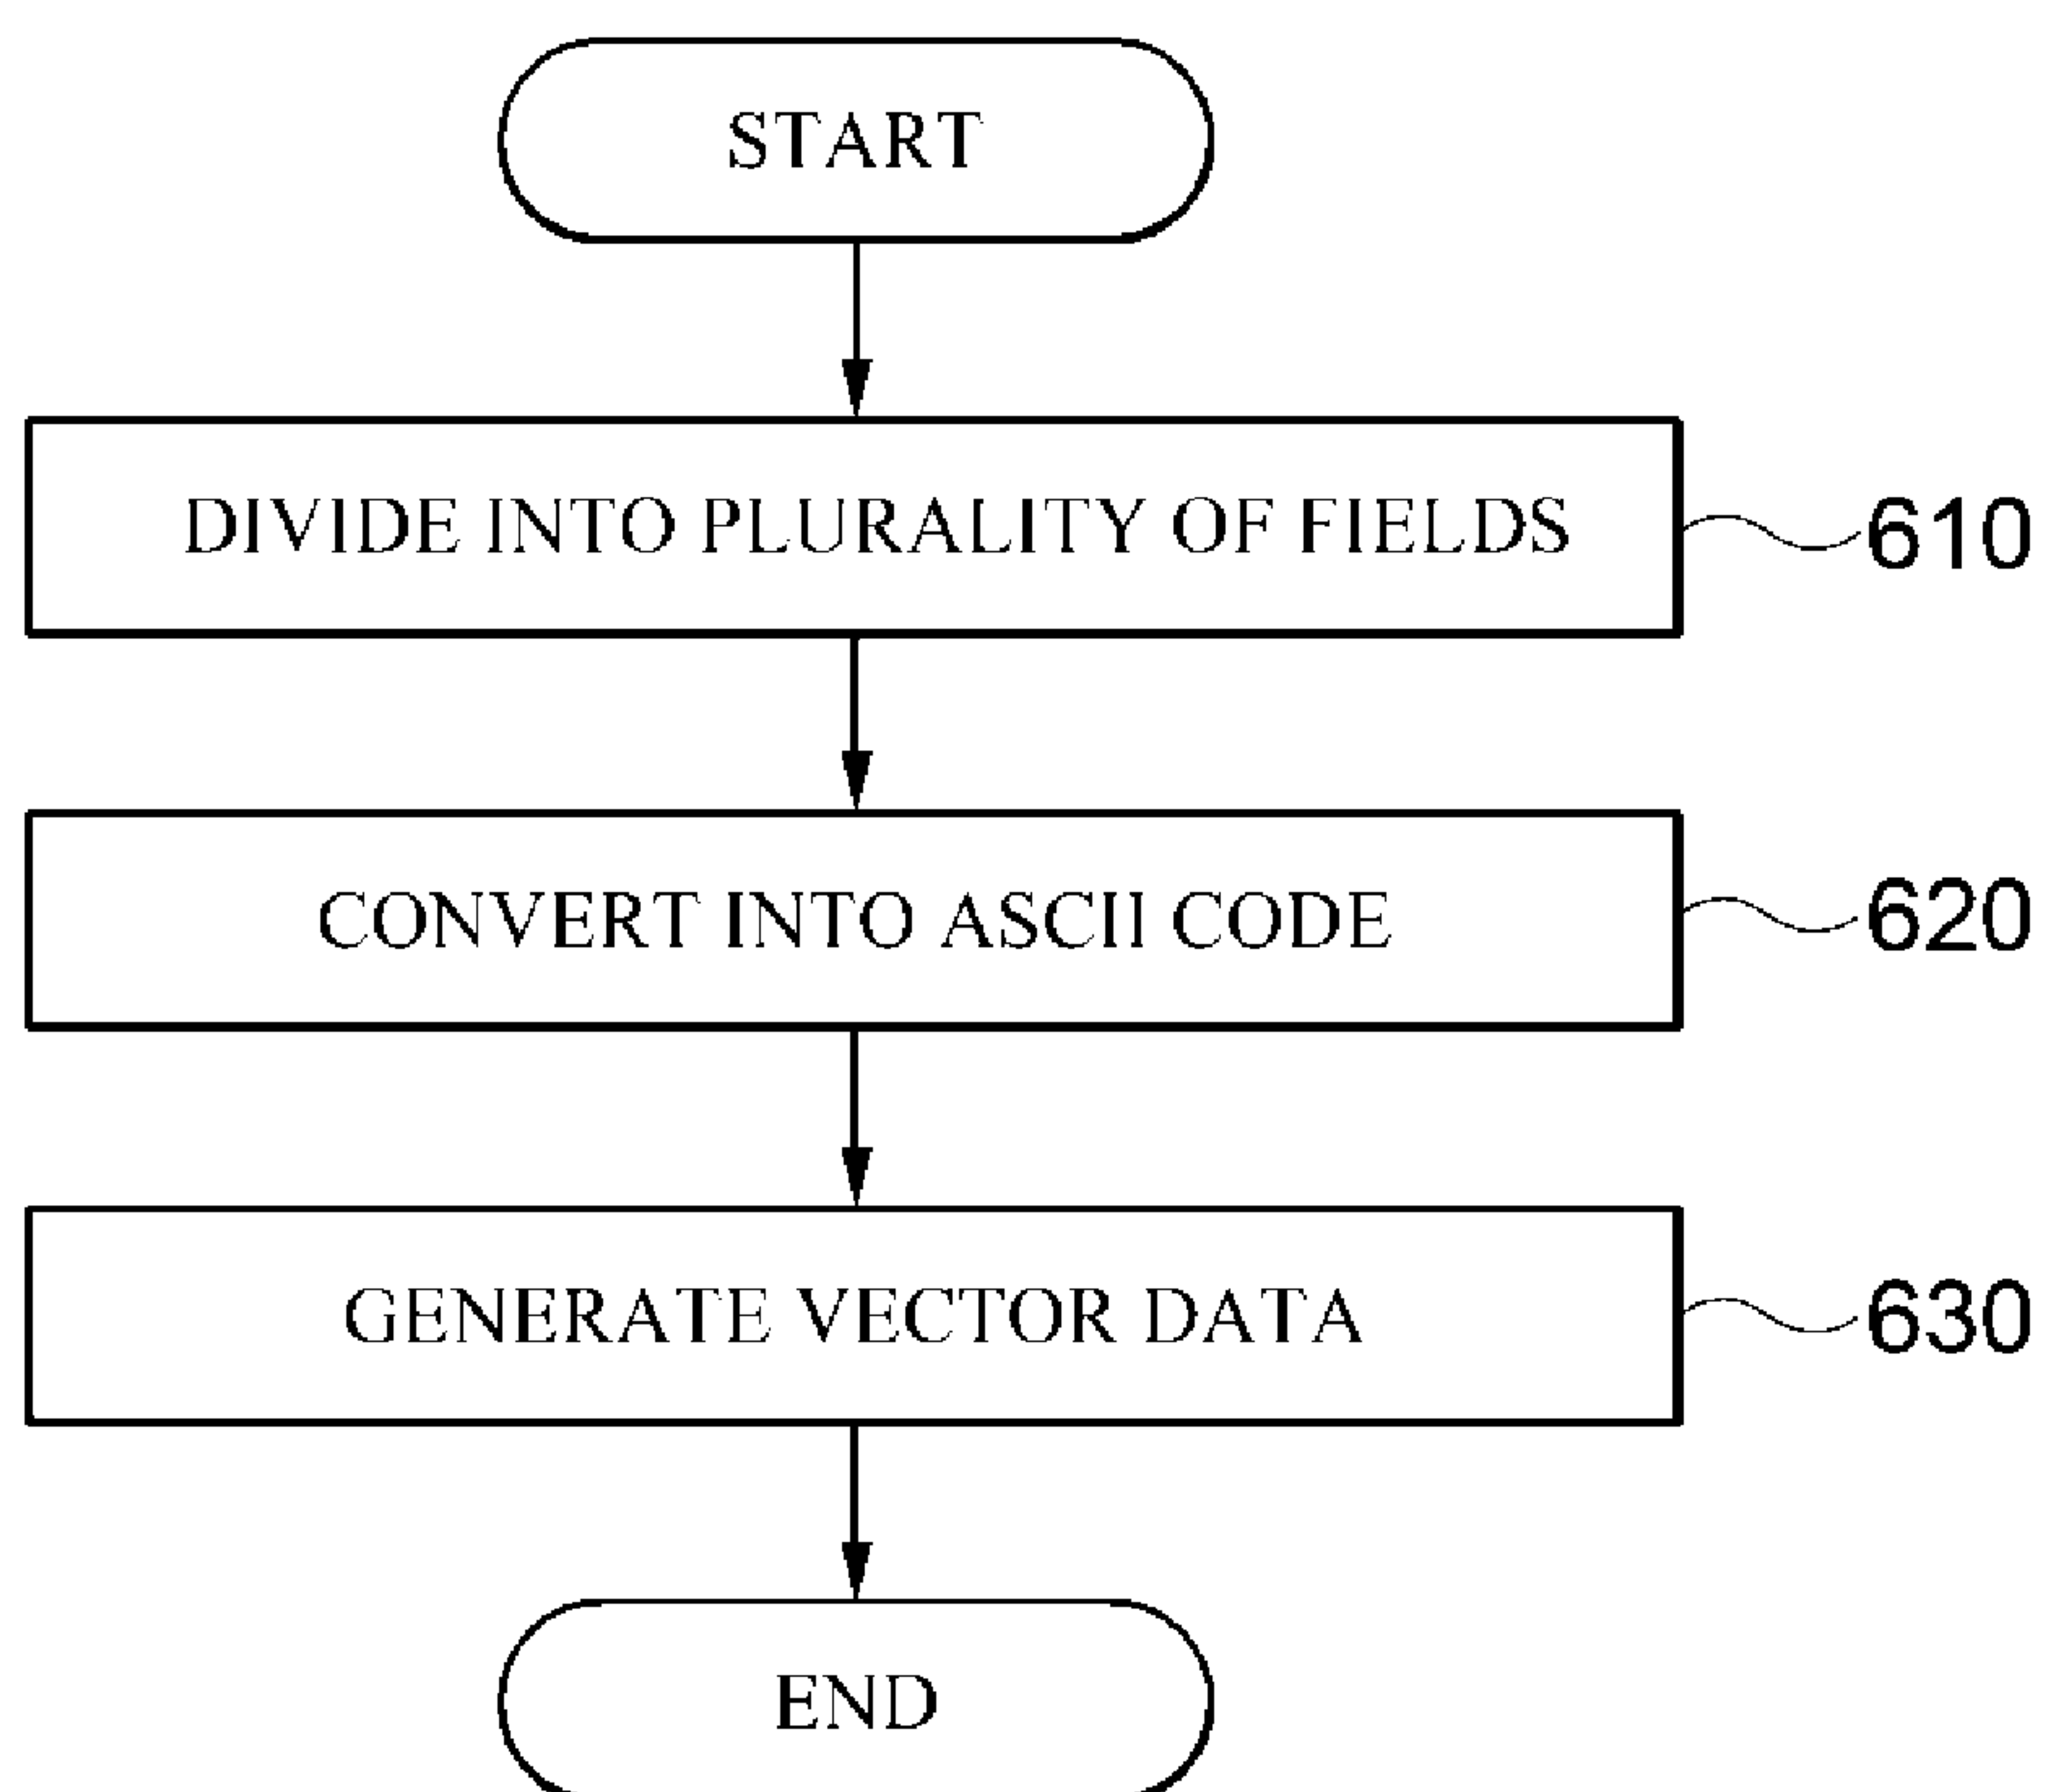 START
DIVIDE INTO PLURALITY OF FIELDS
610
CONVERT INTO ASCII CODE
620
GENERATE VECTOR DATA
630
END